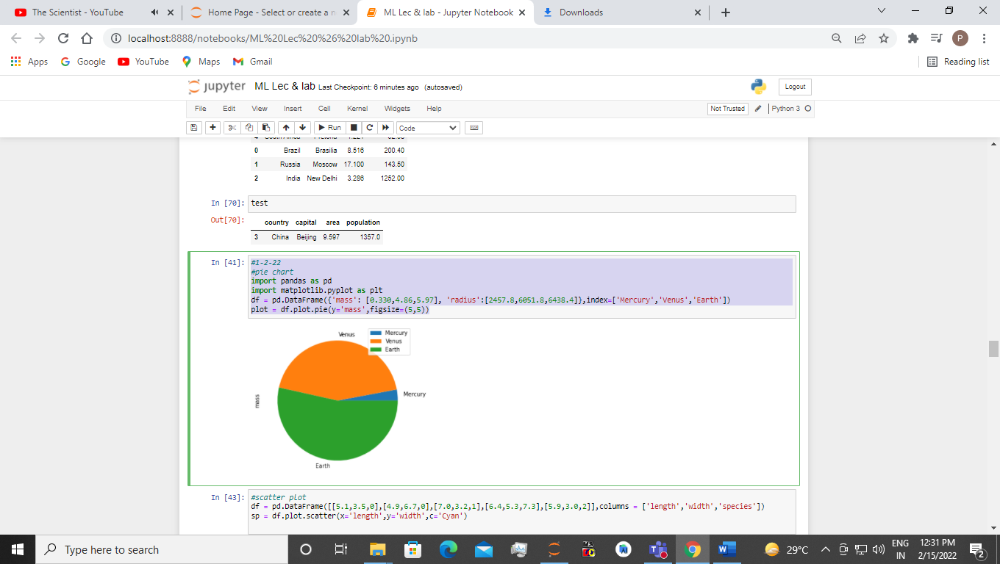 The Scientist - YouTube
Home Page - Select or create a n
ML Lec & lab - Jupyter Notebook
Downloads
localhost:8888/notebooks/ML%20Lec%20%26%20lab%20.ipynb
P
Apps
Google
YouTube
Maps
Gmail
Reading list
jupyter ML Lec & lab Last Checkpoint: 6 minutes ago (autosaved)
Logout
File Edit View Insert Cell Kernel Widgets Help
Not Trusted
Python 3
Run
Code
0 Brazil Brasilia 8.516 200.40
1 Russia Moscow 17.100 143.50
2 India New Delhi 3.286 1252.00
In [70]: test
Out[70]:
country capital area population
3 China Beijing 9.597 1357.0
In [41]: #1-2-22
#pie chart
import pandas as pd
import matplotlib.pyplot as plt
df = pd.DataFrame({'mass': [0.330,4.86,5.97], 'radius':[2457.8,6051.8,6438.4]},index=['Mercury','Venus','Earth'])
plot = df.plot.pie(y='mass',figsize=(5,5))
Venus
Mercury
Venus
Earth
Mercury
mass
Earth
In [43]: #scatter plot
df = pd.DataFrame([[5.1,3.5,0],[4.9,6.7,0],[7.0,3.2,1],[6.4,5.3,7.3],[5.9,3.0,2]],columns = ['length','width','species'])
sp = df.plot.scatter(x='length',y='width',c='Cyan')
Type here to search
29°C
ENG
IN
12:31 PM
2/15/2022
2